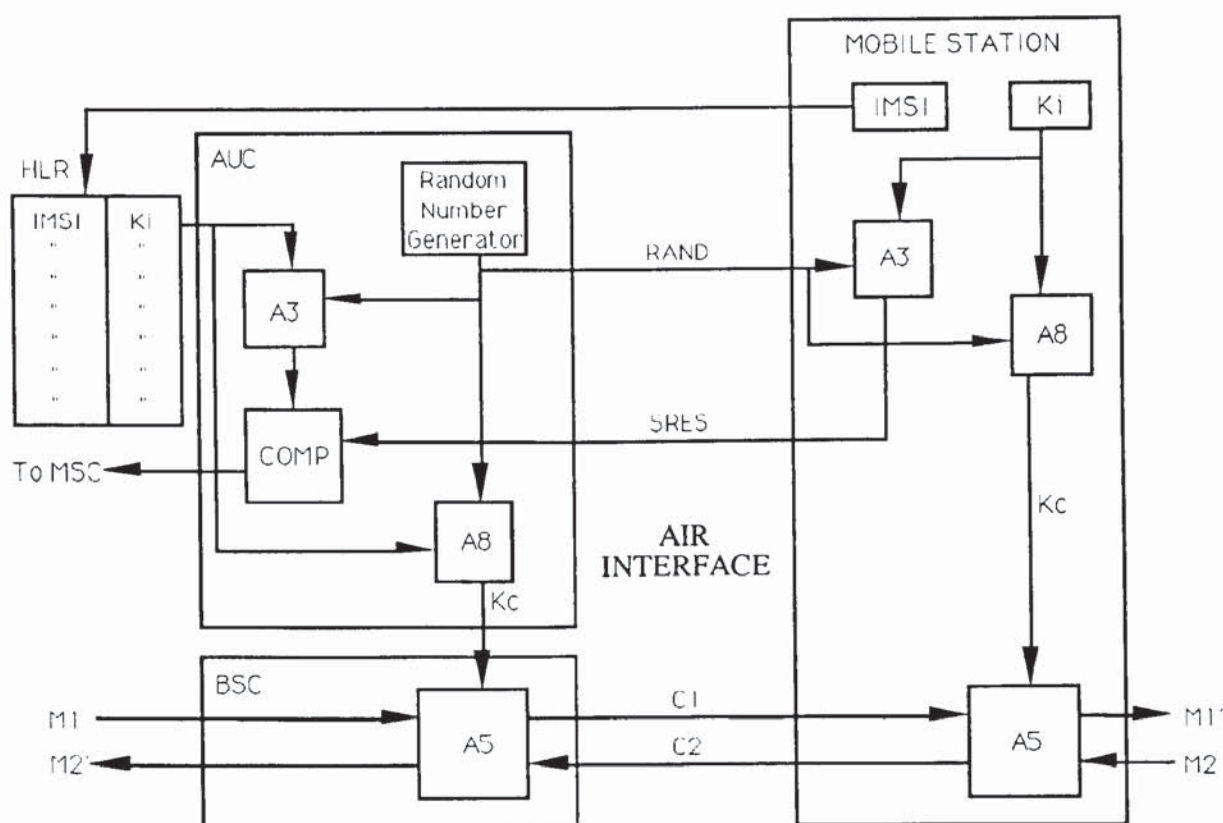 MOBILE STATION
IMSI
Ki
HLR
IMSI Ki
" "
" "
" "
" "
" "
" "
AUC
Random
Number
Generator
A3
COMP
A8
Kc
To MSC
RAND
SRES
AIR
INTERFACE
A3
A8
Kc
BSC
M1
M2'
A5
C1
C2
A5
M1'
M2